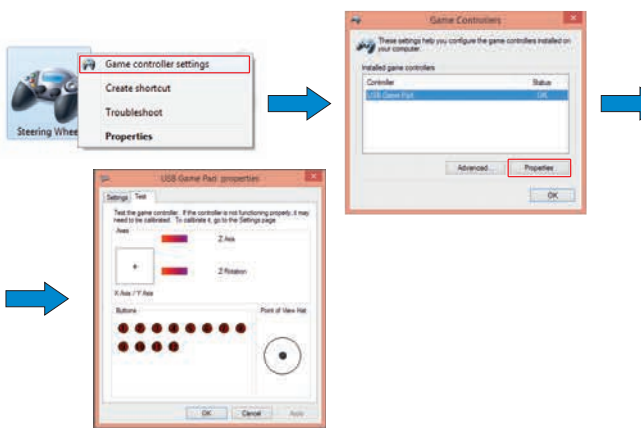 Game controller settings
Create shortcut
Troubleshoot
Properties
Steering Whee
Game Controllers
These settings help you configure the game controllers installed on
your computer.
Installed game controllers
Controller Status
USB Game Pad OK
Advanced... Properties
OK
USB Game Pad properties
Settings Test
Test the game controller. If the controller is not functioning properly, it may
need to be calibrated. To calibrate it, go to the Settings page.
Axes
Z Axis
Z Rotation
X Axis / Y Axis
Buttons
Point of View Hat
OK Cancel Apply